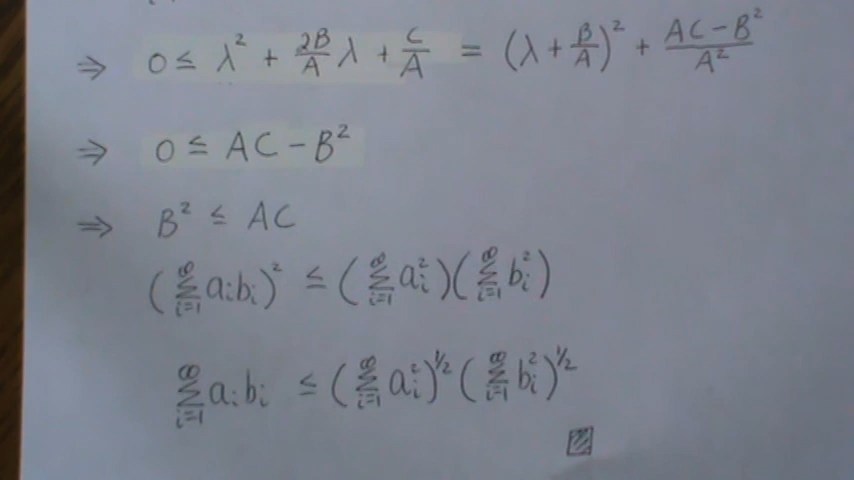 ⇒ 0 ≤ λ² + 2B/A λ + C/A = (λ + B/A)² + (AC - B²)/A²
⇒ 0 ≤ AC - B²
⇒ B² ≤ AC
(∑_{i=1}^{∞} aᵢbᵢ)² ≤ (∑_{i=1}^{∞} aᵢ²)(∑_{i=1}^{∞} bᵢ²)
∑_{i=1}^{∞} aᵢbᵢ ≤ (∑_{i=1}^{∞} aᵢ²)^{1/2} (∑_{i=1}^{∞} bᵢ²)^{1/2}